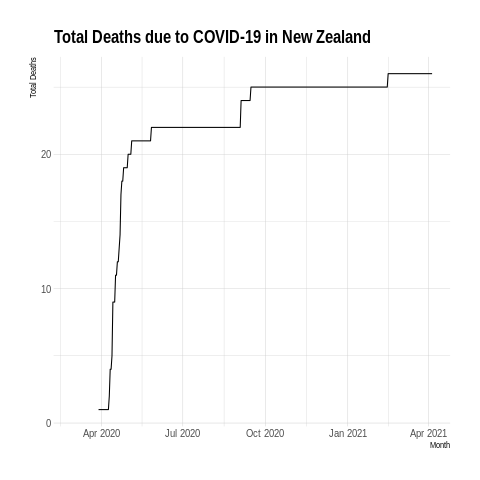 Total Deaths due to COVID-19 in New Zealand
Total Deaths
20
10
0
Apr 2020 Jul 2020 Oct 2020 Jan 2021 Apr 2021
Month